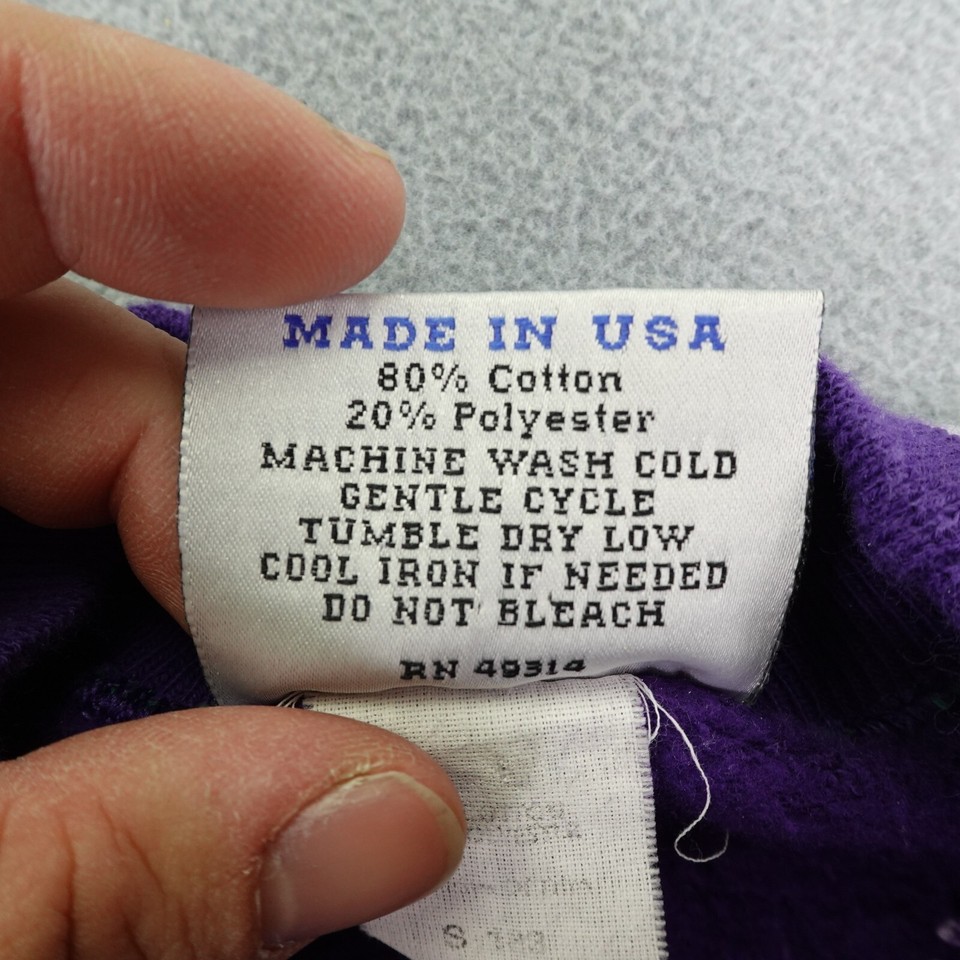 MADE IN USA
80% Cotton
20% Polyester
MACHINE WASH COLD
GENTLE CYCLE
TUMBLE DRY LOW
COOL IRON IF NEEDED
DO NOT BLEACH
RN 49314